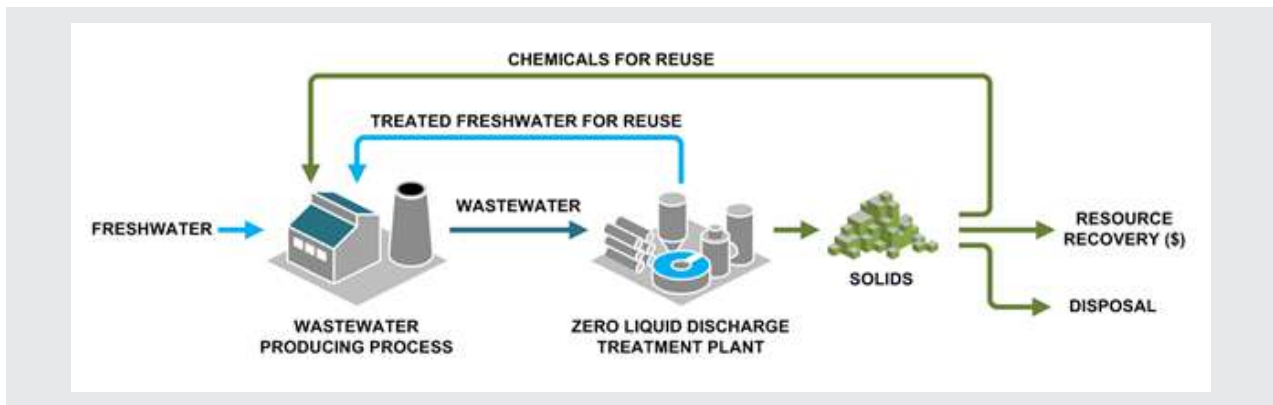 CHEMICALS FOR REUSE
TREATED FRESHWATER FOR REUSE
FRESHWATER
WASTEWATER
SOLIDS
RESOURCE
RECOVERY ($)
DISPOSAL
WASTEWATER
PRODUCING PROCESS
ZERO LIQUID DISCHARGE
TREATMENT PLANT